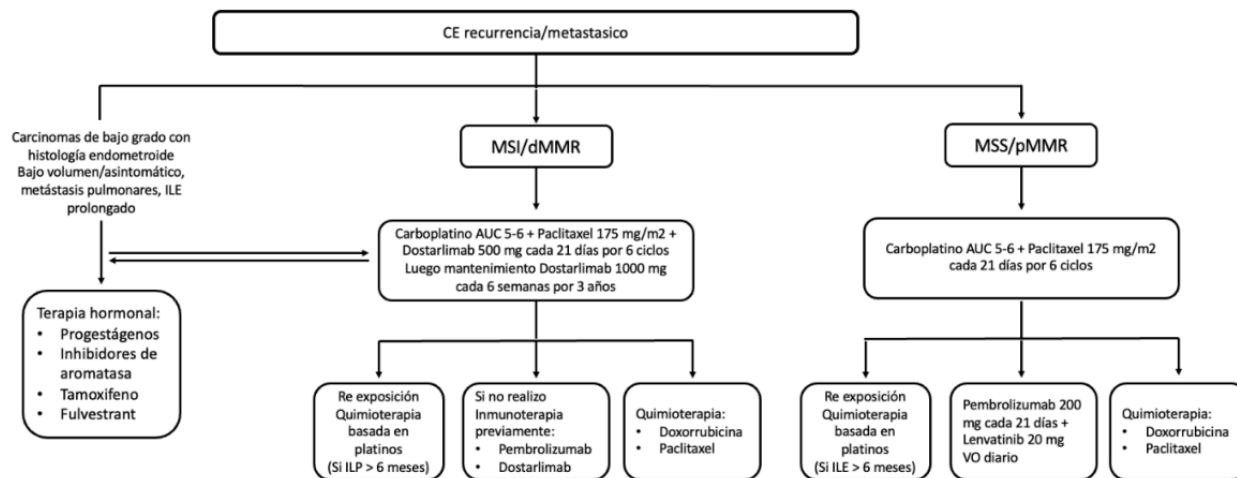 CE recurrencia/metastasico
Carcinomas de bajo grado con
histología endometroide
Bajo volumen/asintomático,
metástasis pulmonares, ILE
prolongado
MSI/dMMR
MSS/pMMR
Carboplatino AUC 5-6 + Paclitaxel 175 mg/m2 +
Dostarlimab 500 mg cada 21 días por 6 ciclos
Luego mantenimiento Dostarlimab 1000 mg
cada 6 semanas por 3 años
Carboplatino AUC 5-6 + Paclitaxel 175 mg/m2
cada 21 días por 6 ciclos
Terapia hormonal:
• Progestágenos
• Inhibidores de
aromatasa
• Tamoxifeno
• Fulvestrant
Re exposición
Quimioterapia
basada en
platinos
(Si ILP > 6 meses)
Si no realizo
Inmunoterapia
previamente:
• Pembrolizumab
• Dostarlimab
Quimioterapia:
• Doxorrubicina
• Paclitaxel
Re exposición
Quimioterapia
basada en
platinos
(Si ILE > 6 meses)
Pembrolizumab 200
mg cada 21 días +
Lenvatinib 20 mg
VO diario
Quimioterapia:
• Doxorrubicina
• Paclitaxel